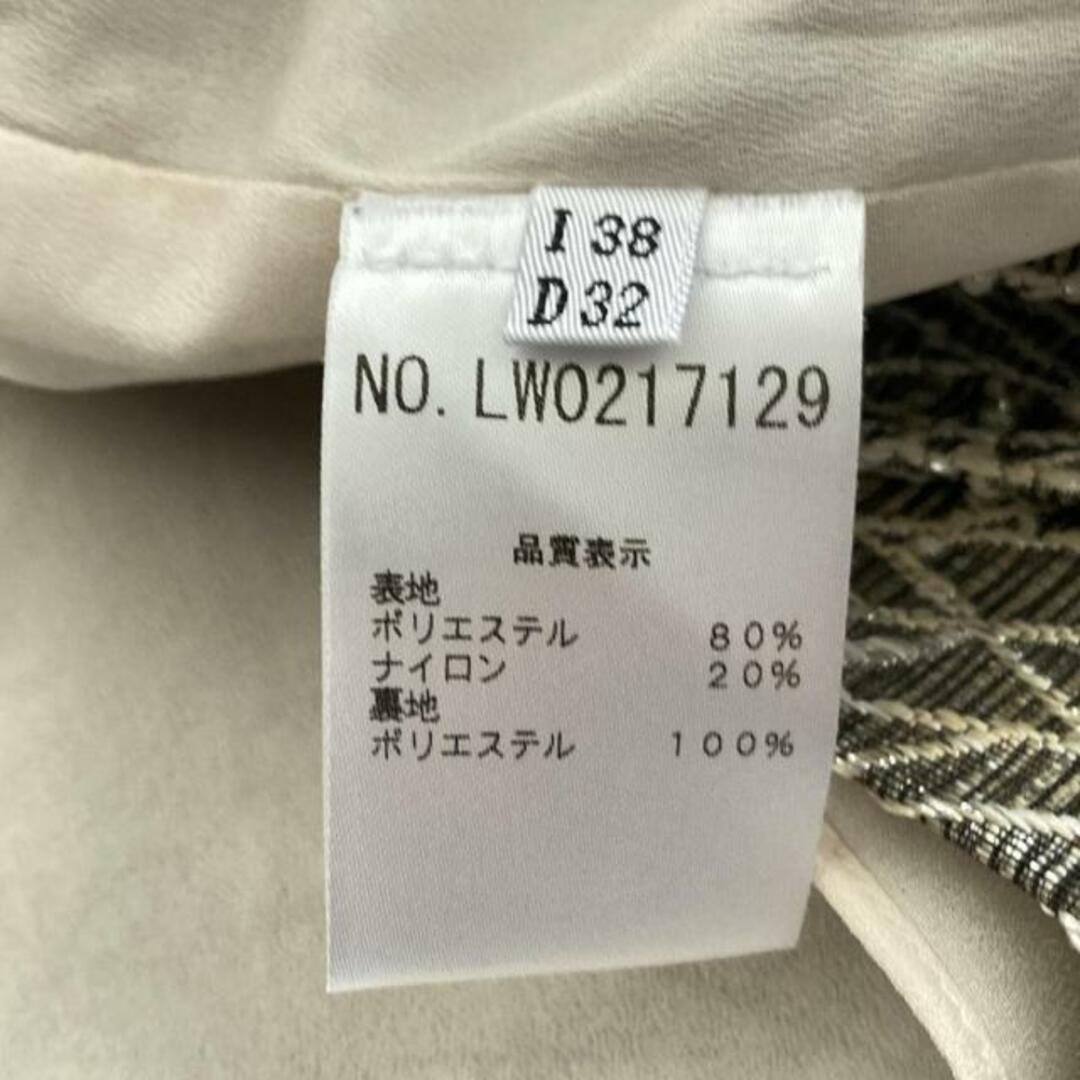 I 38
D 32
NO. LW0217129
品質表示
表地
ポリエステル 80%
ナイロン 20%
裏地
ポリエステル 100%